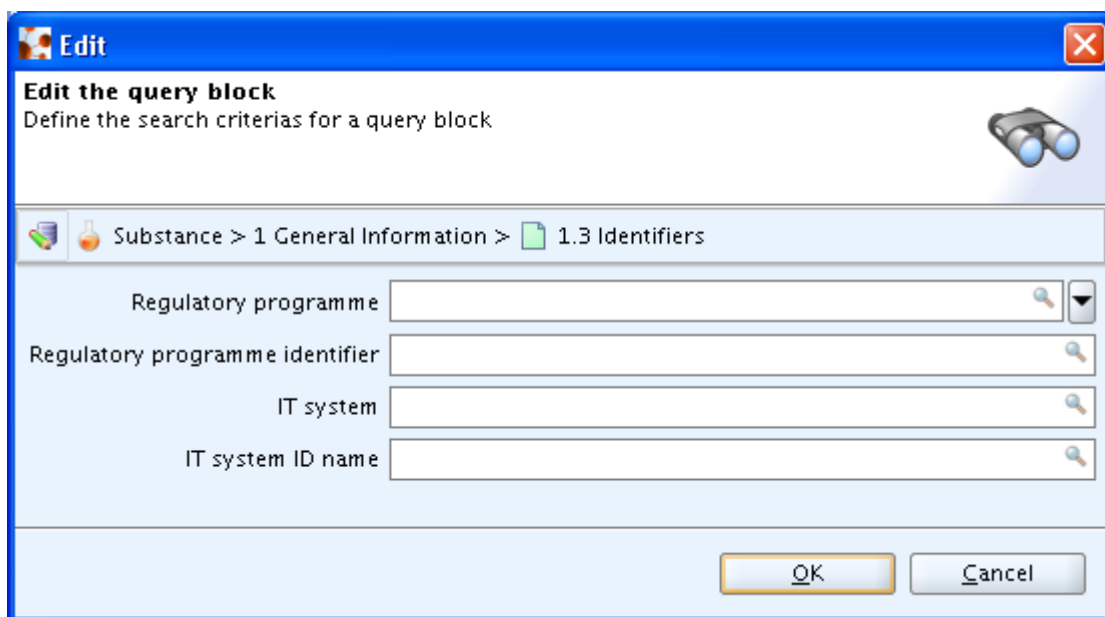 Edit
Edit the query block
Define the search criterias for a query block
Substance > 1 General Information > 1.3 Identifiers
Regulatory programme
Regulatory programme identifier
IT system
IT system ID name
OK Cancel